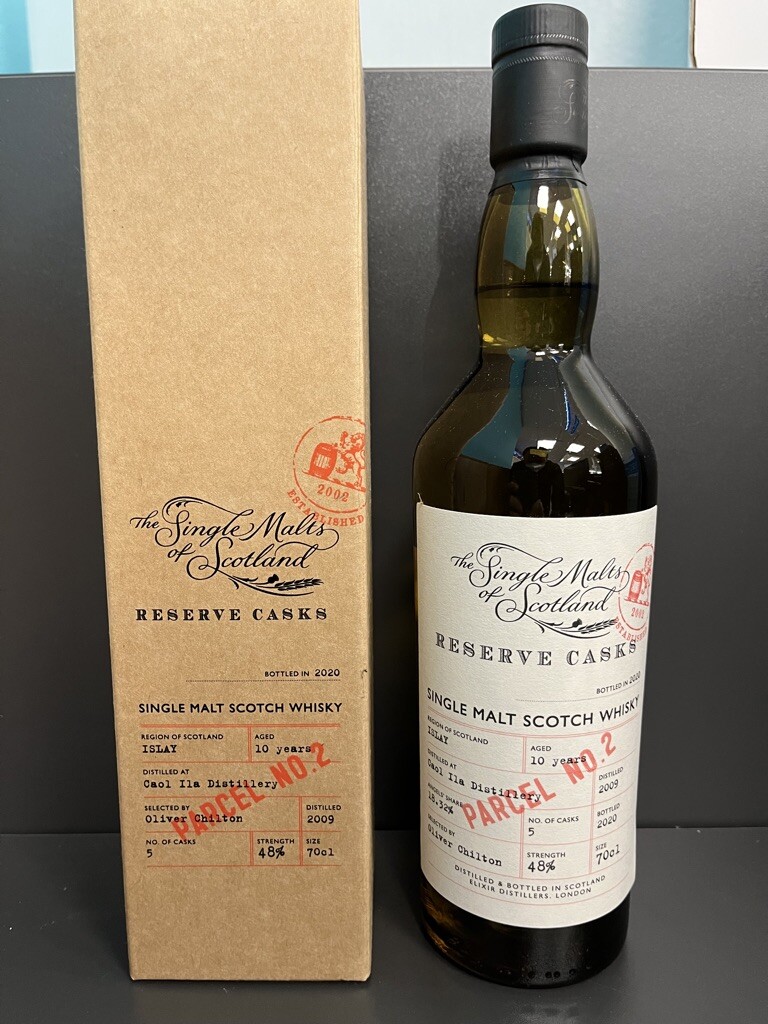 2002
ESTABLISHED
The Single Malts
of Scotland
RESERVE CASKS
BOTTLED IN 2020
SINGLE MALT SCOTCH WHISKY
REGION OF SCOTLAND
ISLAY
AGED
10 years
DISTILLED AT
Caol Ila Distillery
PARCEL NO.2
SELECTED BY
Oliver Chilton
DISTILLED
2009
NO. OF CASKS
5
STRENGTH
48%
SIZE
70cl
The Single Malts
of Scotland
2002
ESTABLISHED
RESERVE CASKS
BOTTLED IN 2020
SINGLE MALT SCOTCH WHISKY
REGION OF SCOTLAND
ISLAY
AGED
10 years
DISTILLED AT
Caol Ila Distillery
PARCEL NO.2
DISTILLED
2009
ANGELS' SHARE
18.32%
NO. OF CASKS
5
BOTTLED
2020
SELECTED BY
Oliver Chilton
STRENGTH
48%
SIZE
70cl
DISTILLED & BOTTLED IN SCOTLAND
ELIXIR DISTILLERS. LONDON